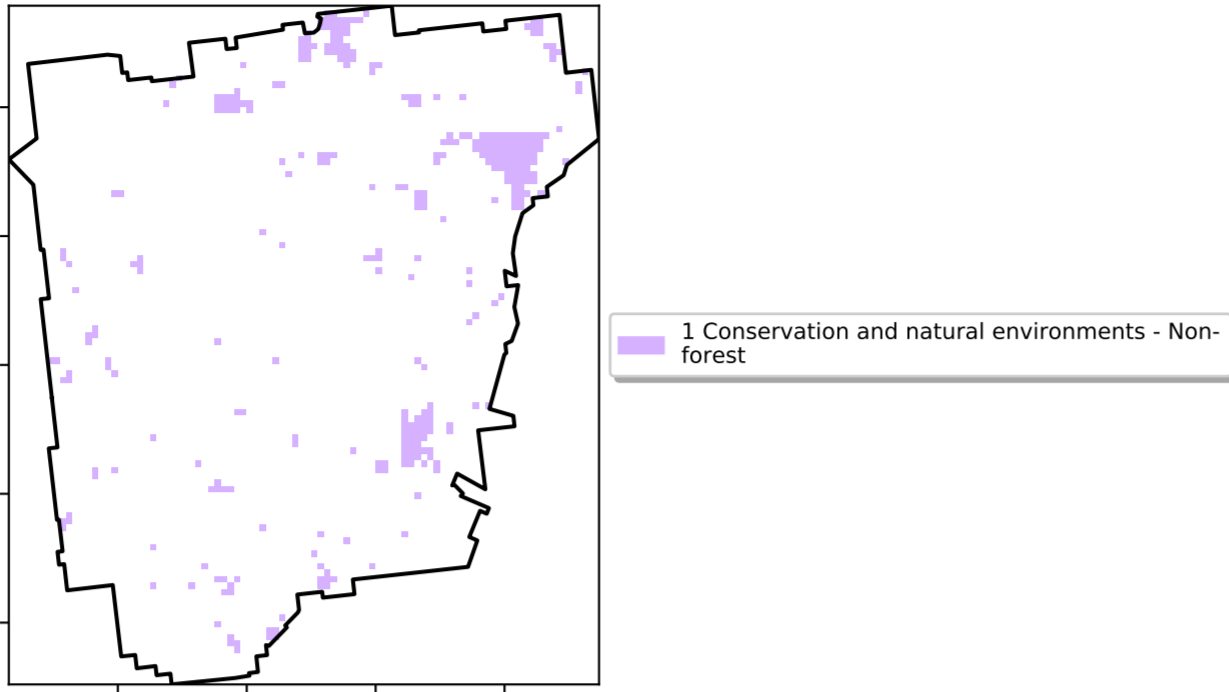 1 Conservation and natural environments - Non-
forest